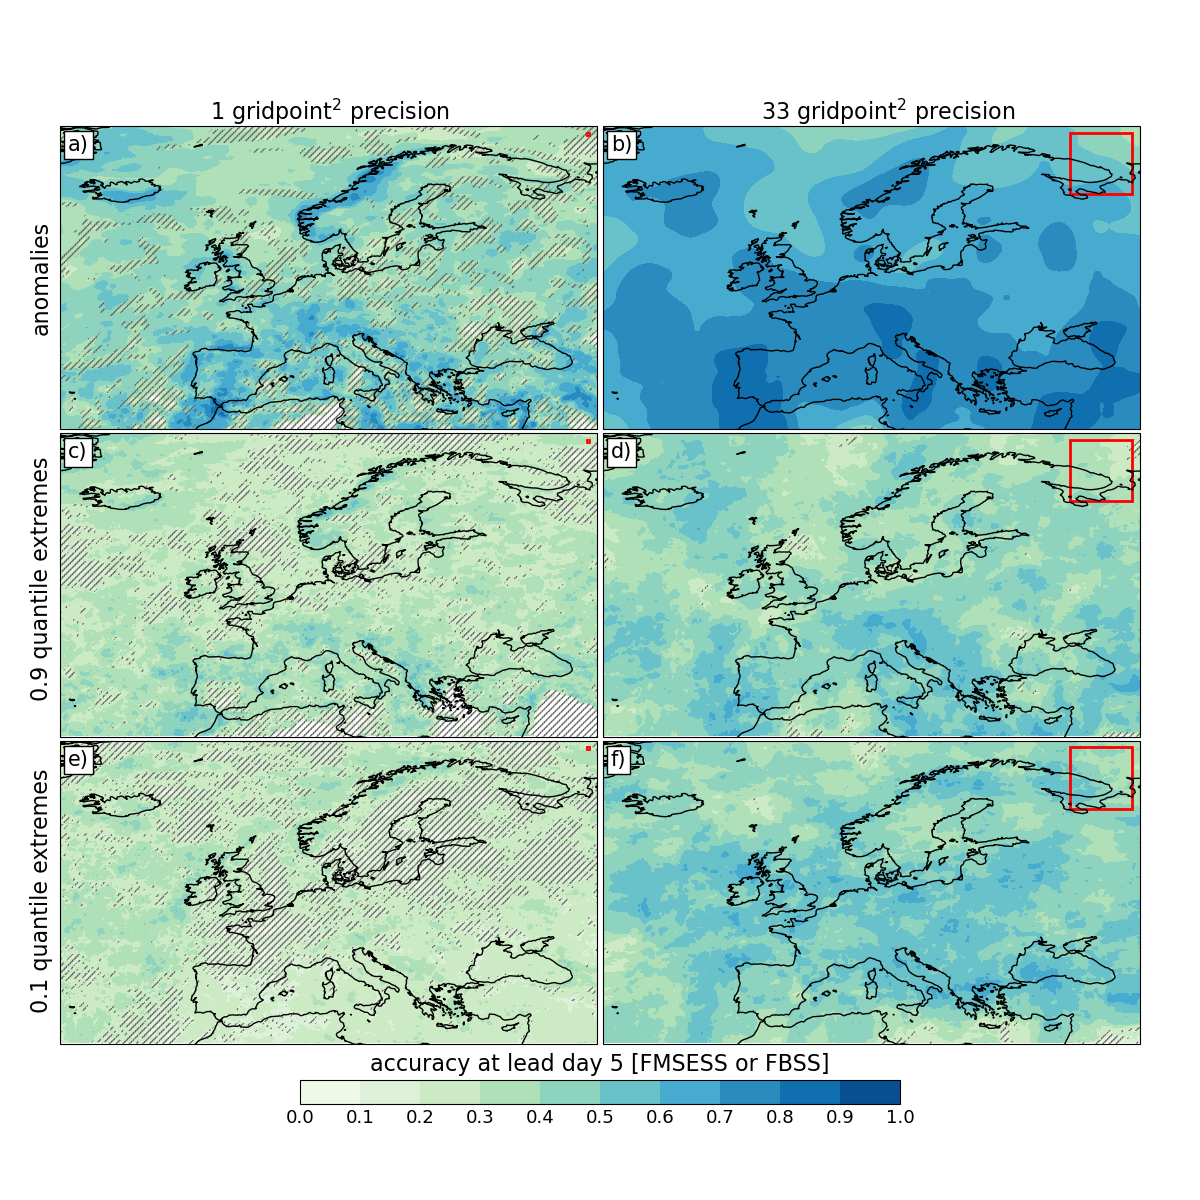 1 gridpoint² precision
33 gridpoint² precision
a)
b)
anomalies
c)
d)
0.9 quantile extremes
e)
f)
0.1 quantile extremes
accuracy at lead day 5 [FMSESS or FBSS]
0.0 0.1 0.2 0.3 0.4 0.5 0.6 0.7 0.8 0.9 1.0